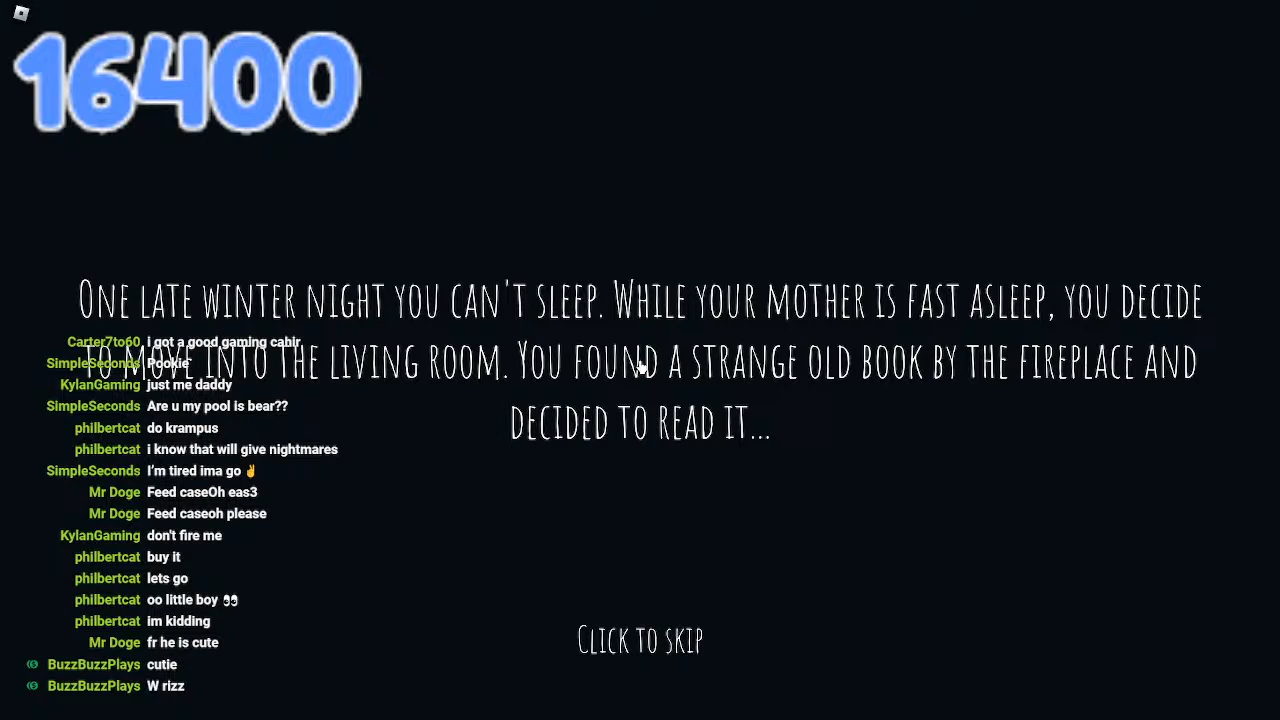 16400
One late winter night you can't sleep. While your mother is fast asleep, you decide
to move into the living room. You found a strange old book by the fireplace and
decided to read it...
Carter7to60 i got a good gaming cahir
SimpleSeconds Pookie
KylanGaming just me daddy
SimpleSeconds Are u my pool is bear??
philbertcat do krampus
philbertcat i know that will give nightmares
SimpleSeconds I'm tired ima go ✌️
Mr Doge Feed caseOh eas3
Mr Doge Feed caseoh please
KylanGaming don't fire me
philbertcat buy it
philbertcat lets go
philbertcat oo little boy 👀
philbertcat im kidding
Mr Doge fr he is cute
BuzzBuzzPlays cutie
BuzzBuzzPlays W rizz
Click to skip